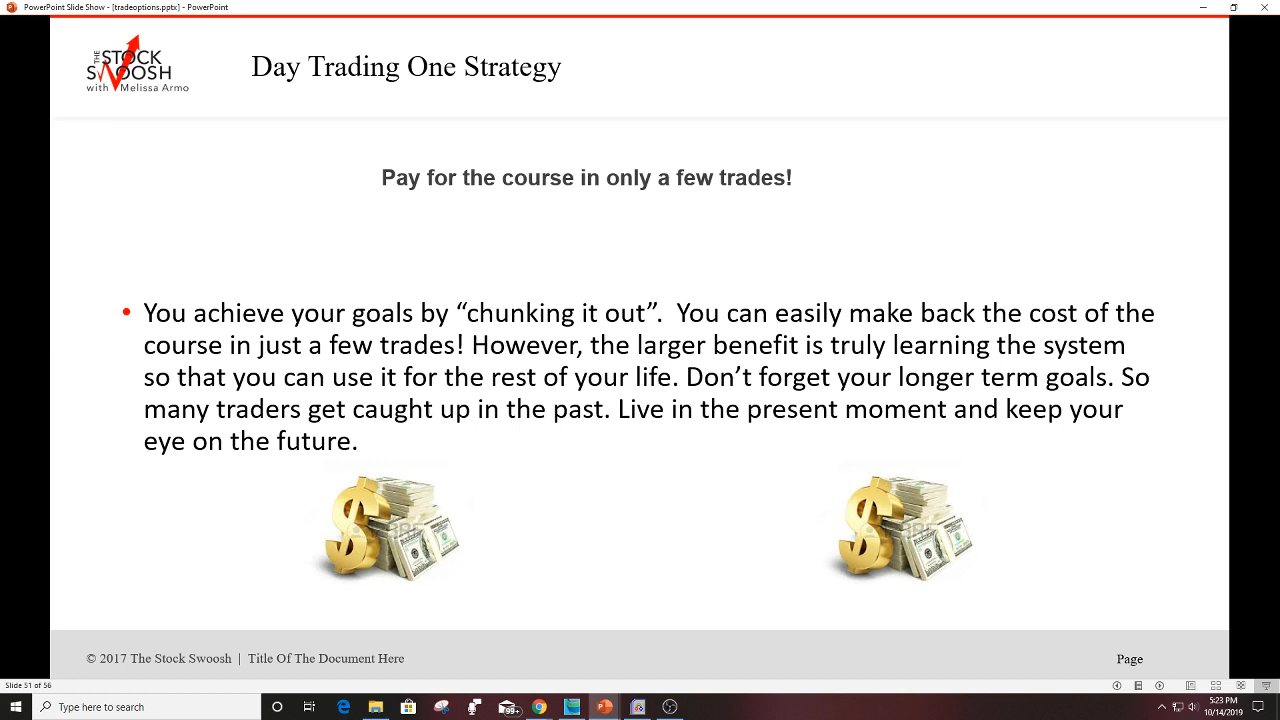 PowerPoint Slide Show - [tradeoptions.pptx] - PowerPoint
THE
STOCK
SWOOSH
with Melissa Armo
Day Trading One Strategy
Pay for the course in only a few trades!
• You achieve your goals by “chunking it out”.  You can easily make back the cost of the
course in just a few trades! However, the larger benefit is truly learning the system
so that you can use it for the rest of your life. Don’t forget your longer term goals. So
many traders get caught up in the past. Live in the present moment and keep your
eye on the future.
© 2017 The Stock Swoosh | Title Of The Document Here
Page
Slide 51 of 56
Type here to search
99+
5:23 PM
10/14/2019